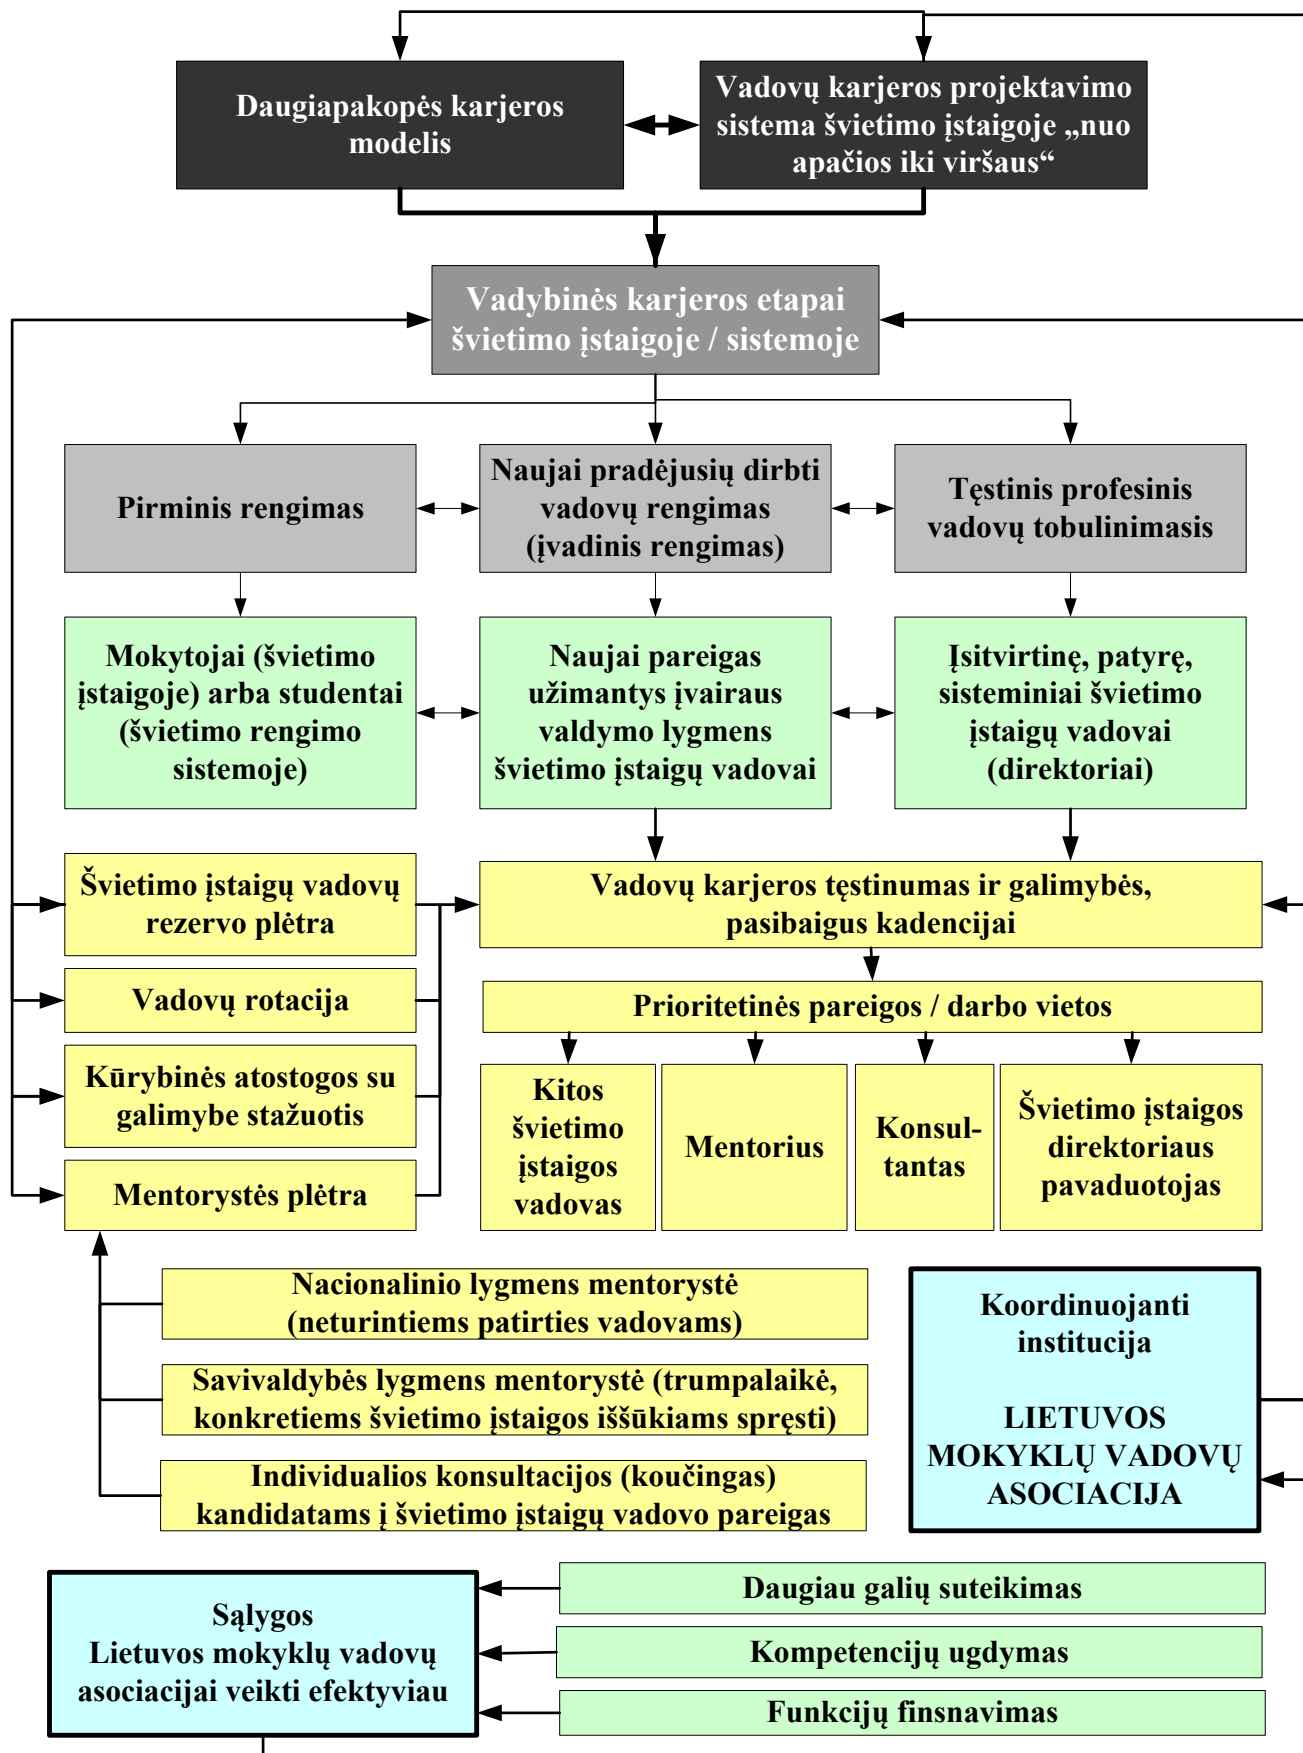 Daugiapakopės karjeros
modelis
Vadovų karjeros projektavimo
sistema švietimo įstaigoje „nuo
apačios iki viršaus“
Vadybinės karjeros etapai
švietimo įstaigoje / sistemoje
Pirminis rengimas
Naujai pradėjusių dirbti
vadovų rengimas
(įvadinis rengimas)
Tęstinis profesinis
vadovų tobulinimasis
Mokytojai (švietimo
įstaigoje) arba studentai
(švietimo rengimo
sistemoje)
Naujai pareigas
užimantys įvairaus
valdymo lygmens
švietimo įstaigų vadovai
Įsitvirtinę, patyrę,
sisteminiai švietimo
įstaigų vadovai
(direktoriai)
Švietimo įstaigų vadovų
rezervo plėtra
Vadovų karjeros tęstinumas ir galimybės,
pasibaigus kadencijai
Vadovų rotacija
Prioritetinės pareigos / darbo vietos
Kūrybinės atostogos su
galimybe stažuotis
Mentorystės plėtra
Kitos
švietimo
įstaigos
vadovas
Mentorius
Konsul-
tantas
Švietimo įstaigos
direktoriaus
pavaduotojas
Nacionalinio lygmens mentorystė
(neturintiems patirties vadovams)
Savivaldybės lygmens mentorystė (trumpalaikė,
konkretiems švietimo įstaigos iššūkiams spręsti)
Individualios konsultacijos (koučingas)
kandidatams į švietimo įstaigų vadovo pareigas
Koordinuojanti
institucija
LIETUVOS
MOKYKLŲ VADOVŲ
ASOCIACIJA
Sąlygos
Lietuvos mokyklų vadovų
asociacijai veikti efektyviau
Daugiau galių suteikimas
Kompetencijų ugdymas
Funkcijų finsnavimas